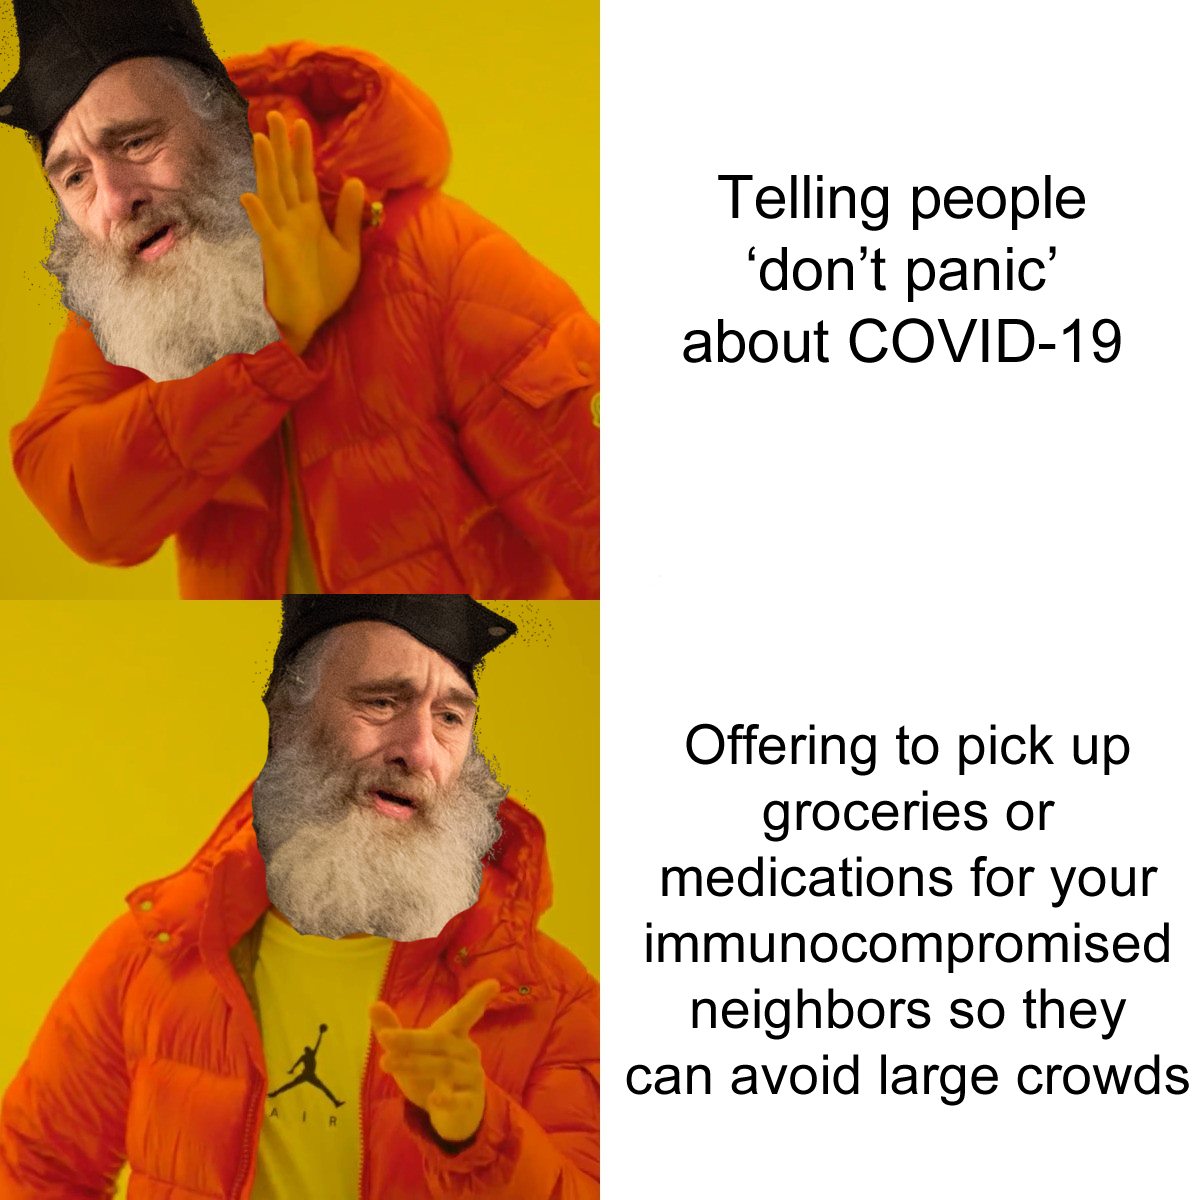 Telling people
‘don’t panic’
about COVID-19
Offering to pick up
groceries or
medications for your
immunocompromised
neighbors so they
can avoid large crowds
AIR